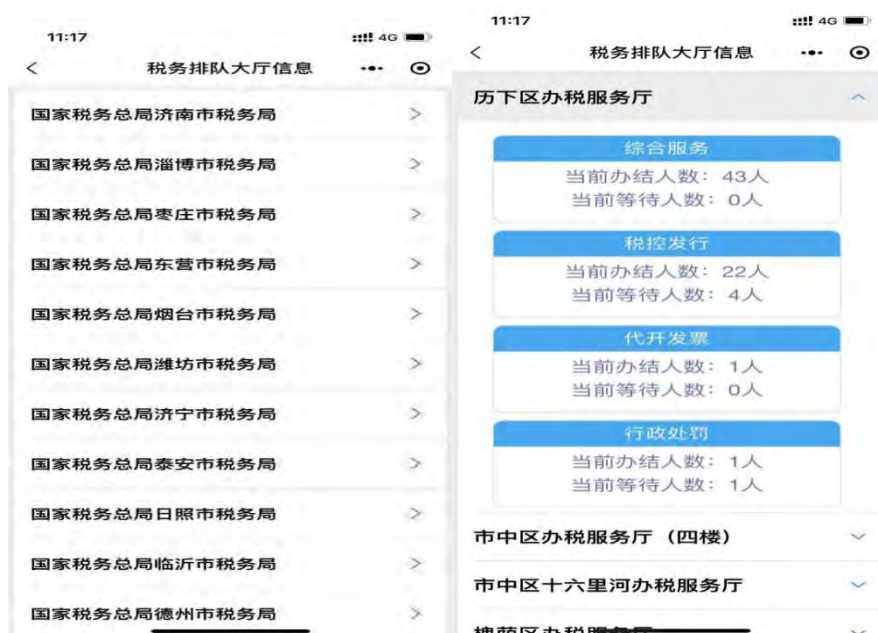 11:17
4G
税务排队大厅信息
国家税务总局济南市税务局
国家税务总局淄博市税务局
国家税务总局枣庄市税务局
国家税务总局东营市税务局
国家税务总局烟台市税务局
国家税务总局潍坊市税务局
国家税务总局济宁市税务局
国家税务总局泰安市税务局
国家税务总局日照市税务局
国家税务总局临沂市税务局
国家税务总局德州市税务局
11:17
4G
税务排队大厅信息
历下区办税服务厅
综合服务
当前办结人数：43人
当前等待人数：0人
税控发行
当前办结人数：22人
当前等待人数：4人
代开发票
当前办结人数：1人
当前等待人数：0人
行政处罚
当前办结人数：1人
当前等待人数：1人
市中区办税服务厅（四楼）
市中区十六里河办税服务厅